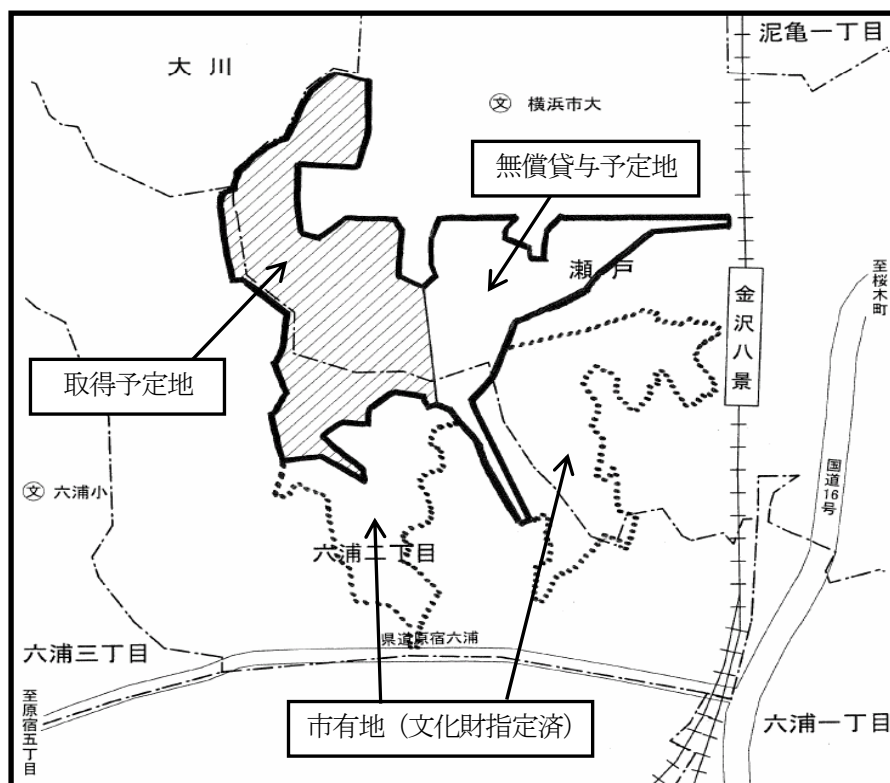 泥亀一丁目
大川
文 横浜市大
無償貸与予定地
瀬戸
至桜木町
金沢八景
取得予定地
国道16号
文 六浦小
六浦二丁目
県道原宿六浦
六浦三丁目
至原宿五丁目
市有地（文化財指定済）
六浦一丁目